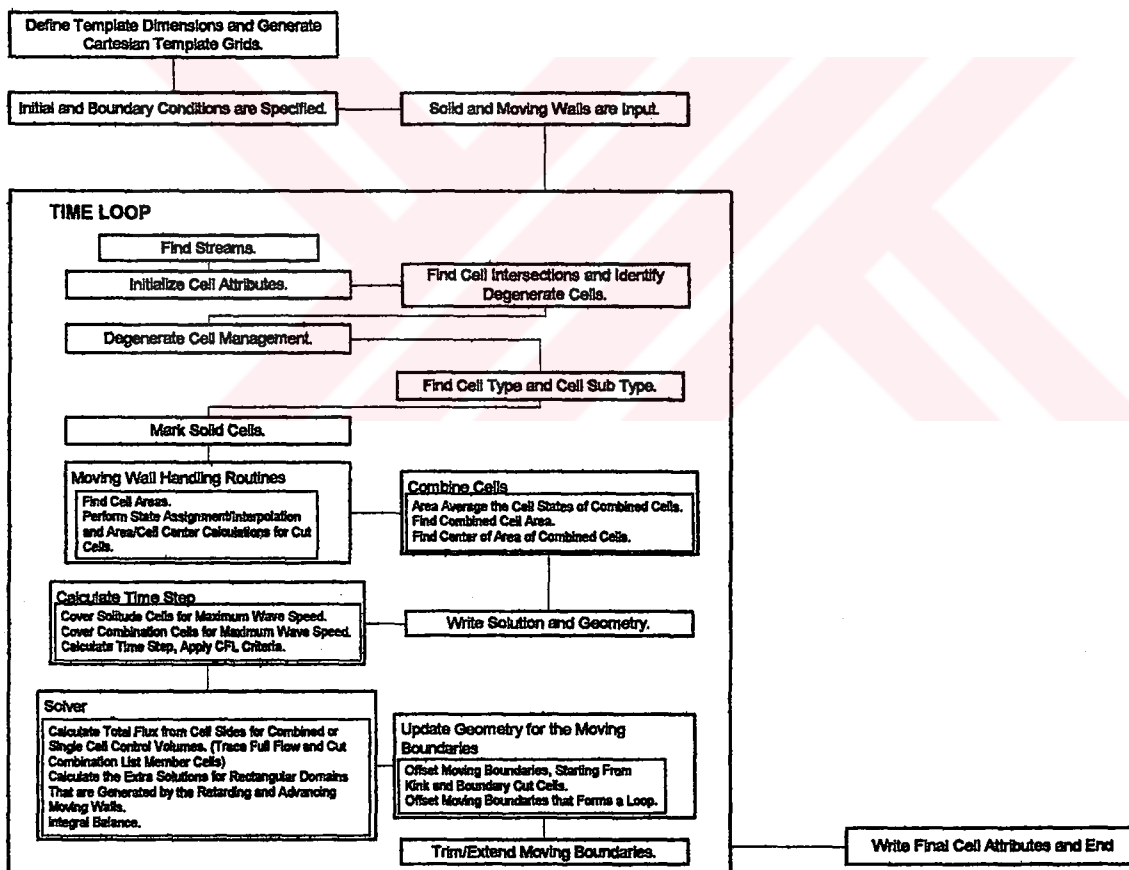 Define Template Dimensions and Generate
Cartesian Template Grids.
Initial and Boundary Conditions are Specified.
Solid and Moving Walls are Input.
TIME LOOP
Find Streams.
Initialize Cell Attributes.
Find Cell Intersections and Identify
Degenerate Cells.
Degenerate Cell Management.
Find Cell Type and Cell Sub Type.
Mark Solid Cells.
Moving Wall Handling Routines
Find Cell Areas.
Perform State Assignment/Interpolation
and Area/Cell Center Calculations for Cut
Cells.
Combine Cells
Area Average the Cell States of Combined Cells.
Find Combined Cell Area.
Find Center of Area of Combined Cells.
Calculate Time Step
Cover Solitude Cells for Maximum Wave Speed.
Cover Combination Cells for Maximum Wave Speed.
Calculate Time Step, Apply CFL Criteria.
Write Solution and Geometry.
Solver
Calculate Total Flux from Cell Sides for Combined or
Single Cell Control Volumes. (Trace Full Flow and Cut
Combination List Member Cells)
Calculate the Extra Solutions for Rectangular Domains
That are Generated by the Retarding and Advancing
Moving Walls.
Integral Balance.
Update Geometry for the Moving
Boundaries
Offset Moving Boundaries, Starting From
Kink and Boundary Cut Cells.
Offset Moving Boundaries that Forms a Loop.
Trim/Extend Moving Boundaries.
Write Final Cell Attributes and End